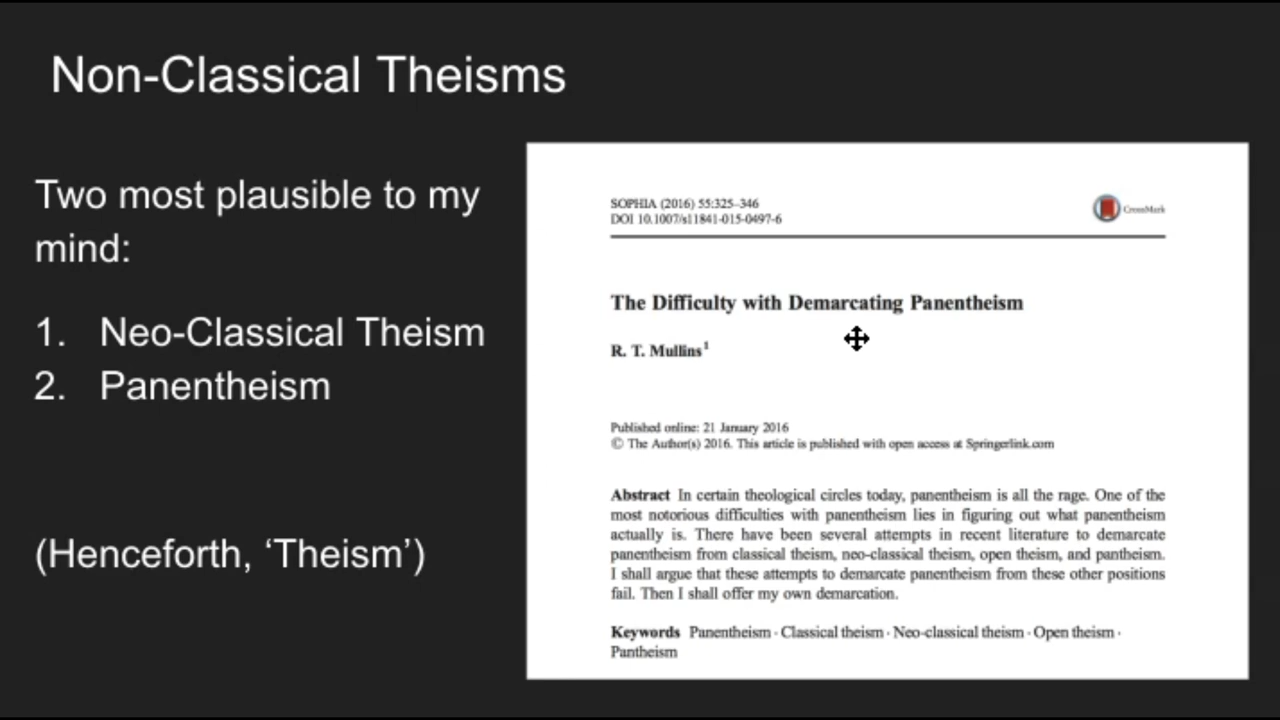 Non-Classical Theisms
Two most plausible to my
mind:
1. Neo-Classical Theism
2. Panentheism
(Henceforth, ‘Theism’)
SOPHIA (2016) 55:325–346
DOI 10.1007/s11841-015-0497-6
CrossMark
The Difficulty with Demarcating Panentheism
R. T. Mullins¹
Published online: 21 January 2016
© The Author(s) 2016. This article is published with open access at Springerlink.com
Abstract In certain theological circles today, panentheism is all the rage. One of the
most notorious difficulties with panentheism lies in figuring out what panentheism
actually is. There have been several attempts in recent literature to demarcate
panentheism from classical theism, neo-classical theism, open theism, and pantheism.
I shall argue that these attempts to demarcate panentheism from these other positions
fail. Then I shall offer my own demarcation.
Keywords Panentheism · Classical theism · Neo-classical theism · Open theism ·
Pantheism